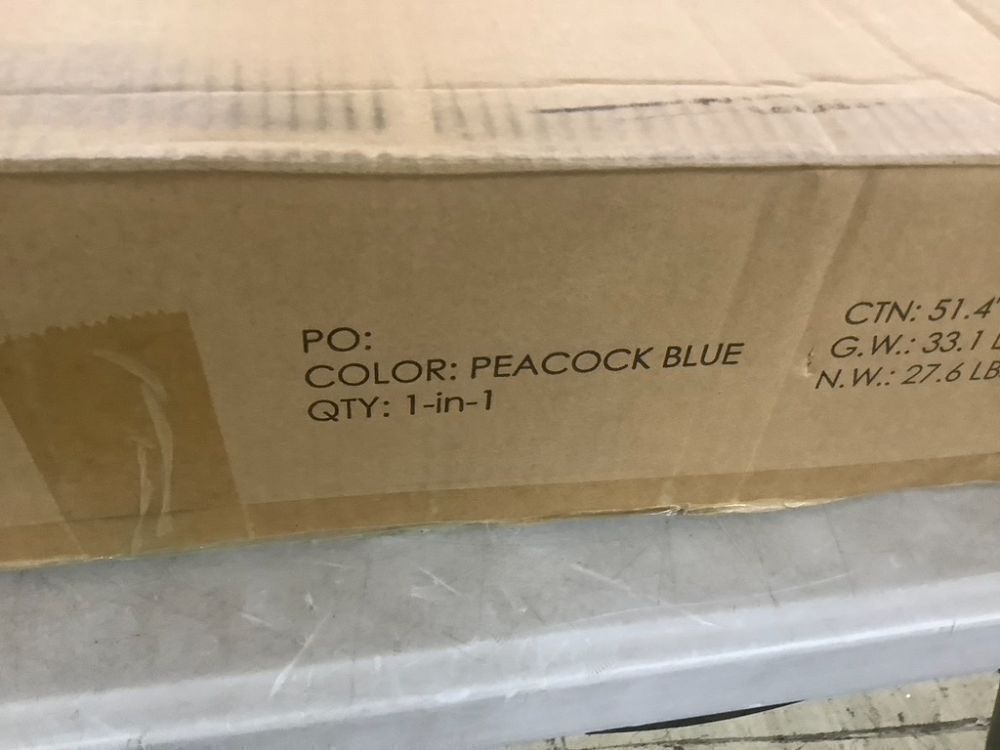 PO:
COLOR: PEACOCK BLUE
QTY: 1-in-1
CTN: 51.4"
G.W.: 33.1 L
N.W.: 27.6 LB